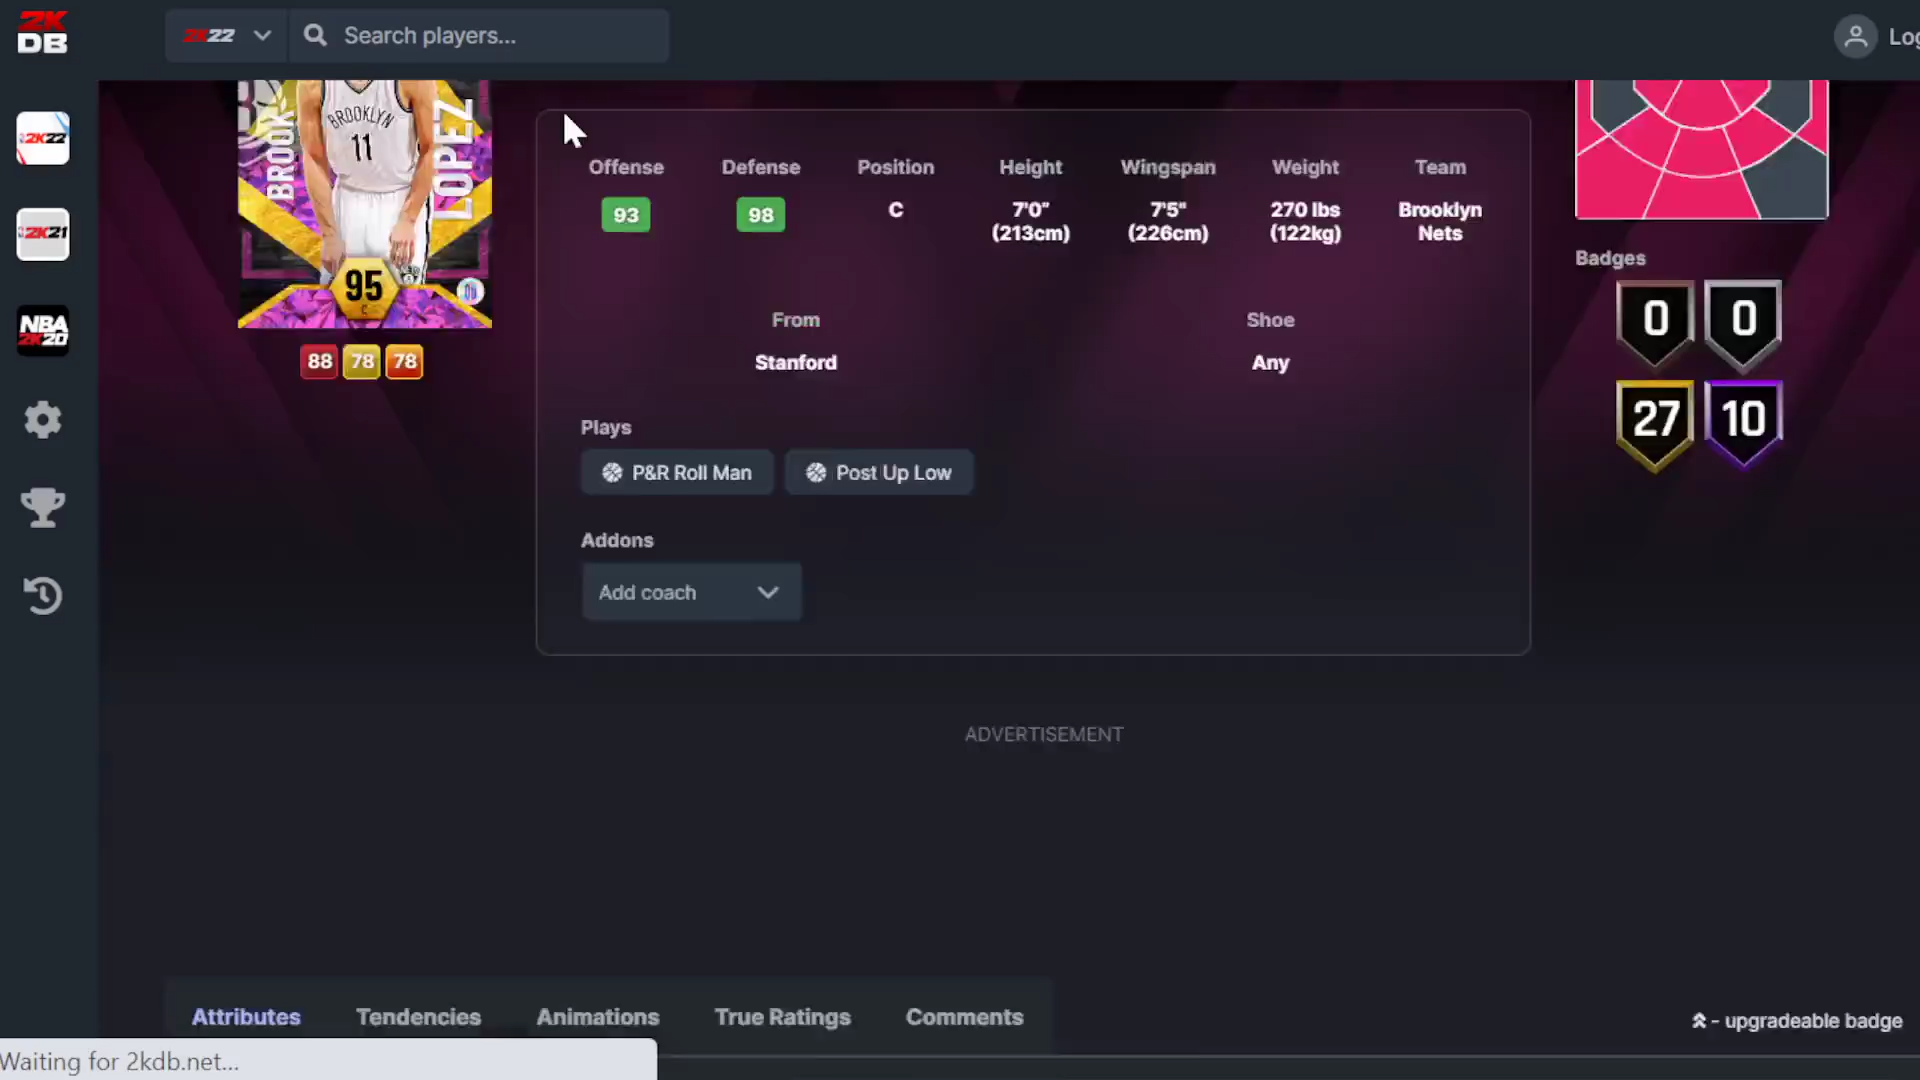 2K DB
2K22
Search players...
Log
2K22
2K21
NBA 2K20
BROOK
LOPEZ
BROOKLYN
11
95
C
88 78 78
Offense Defense Position Height Wingspan Weight Team
93 98 C 7'0" 7'5" 270 lbs Brooklyn
(213cm) (226cm) (122kg) Nets
From Shoe
Stanford Any
Plays
P&R Roll Man Post Up Low
Addons
Add coach
Badges
0 0
27 10
ADVERTISEMENT
Attributes Tendencies Animations True Ratings Comments
- upgradeable badge
Waiting for 2kdb.net...